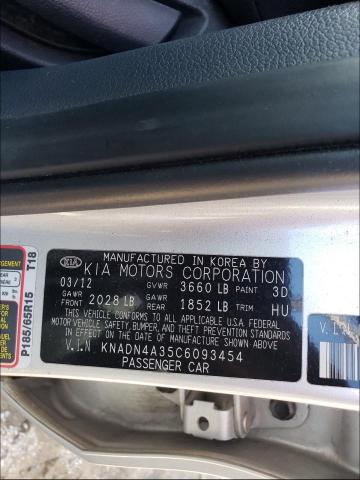 KIA
MANUFACTURED IN KOREA BY
KIA MOTORS CORPORATION
03/12 GVWR 3660 LB PAINT 3D
GAWR FRONT 2028 LB GAWR REAR 1852 LB TRIM HU
THIS VEHICLE CONFORMS TO ALL APPLICABLE U.S.A FEDERAL
MOTOR VEHICLE SAFETY, BUMPER, AND THEFT PREVENTION
STANDARDS IN EFFECT ON THE DATE OF MANUFACTURE SHOWN ABOVE.
V.I.N KNADN4A35C6093454
PASSENGER CAR
P185/65R15 T18
V.I.N